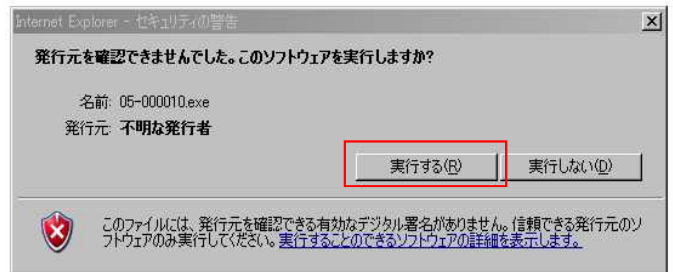 Internet Explorer - セキュリティの警告
発行元を確認できませんでした。このソフトウェアを実行しますか?
名前: 05-000010.exe
発行元: 不明な発行者
実行する(R) 実行しない(D)
このファイルには、発行元を確認できる有効なデジタル署名がありません。信頼できる発行元のソ
フトウェアのみ実行してください。実行することのできるソフトウェアの詳細を表示します。